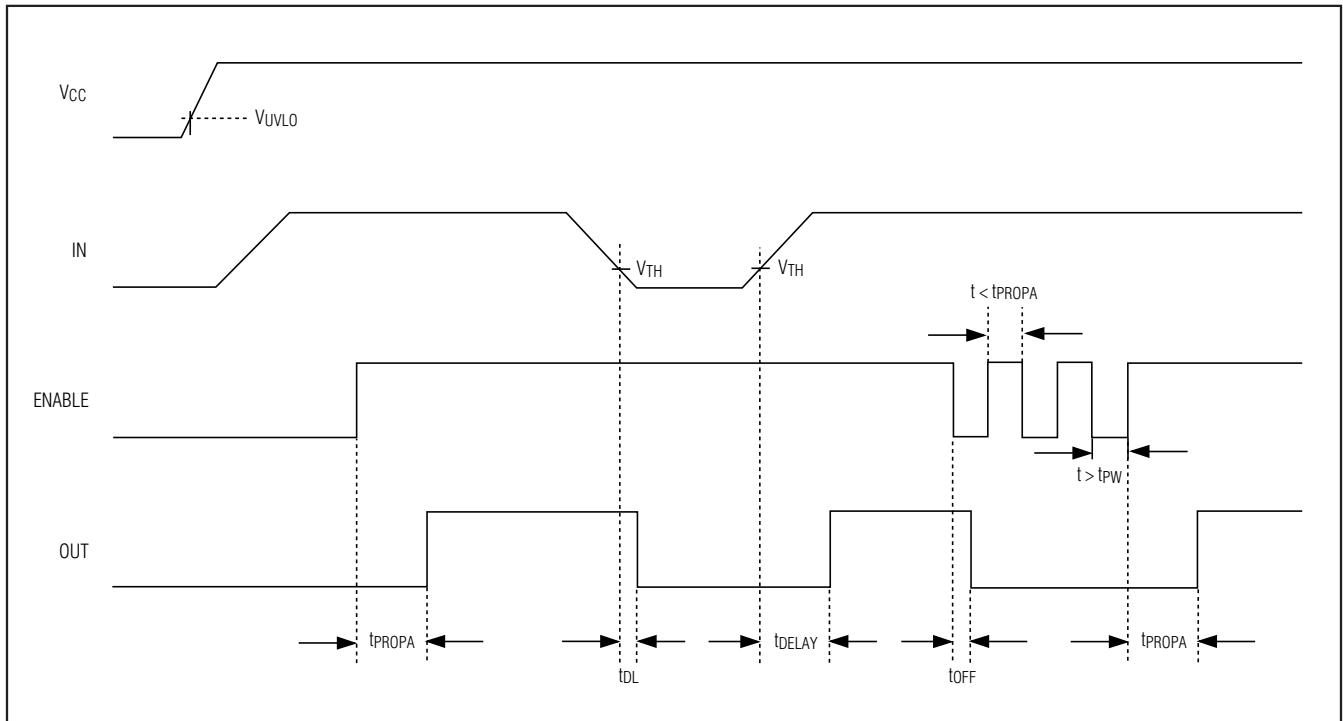 VCC
VUVLO
IN
VTH
VTH
t < tPROPA
ENABLE
t > tPW
OUT
tPROPA
tDL
tDELAY
tOFF
tPROPA